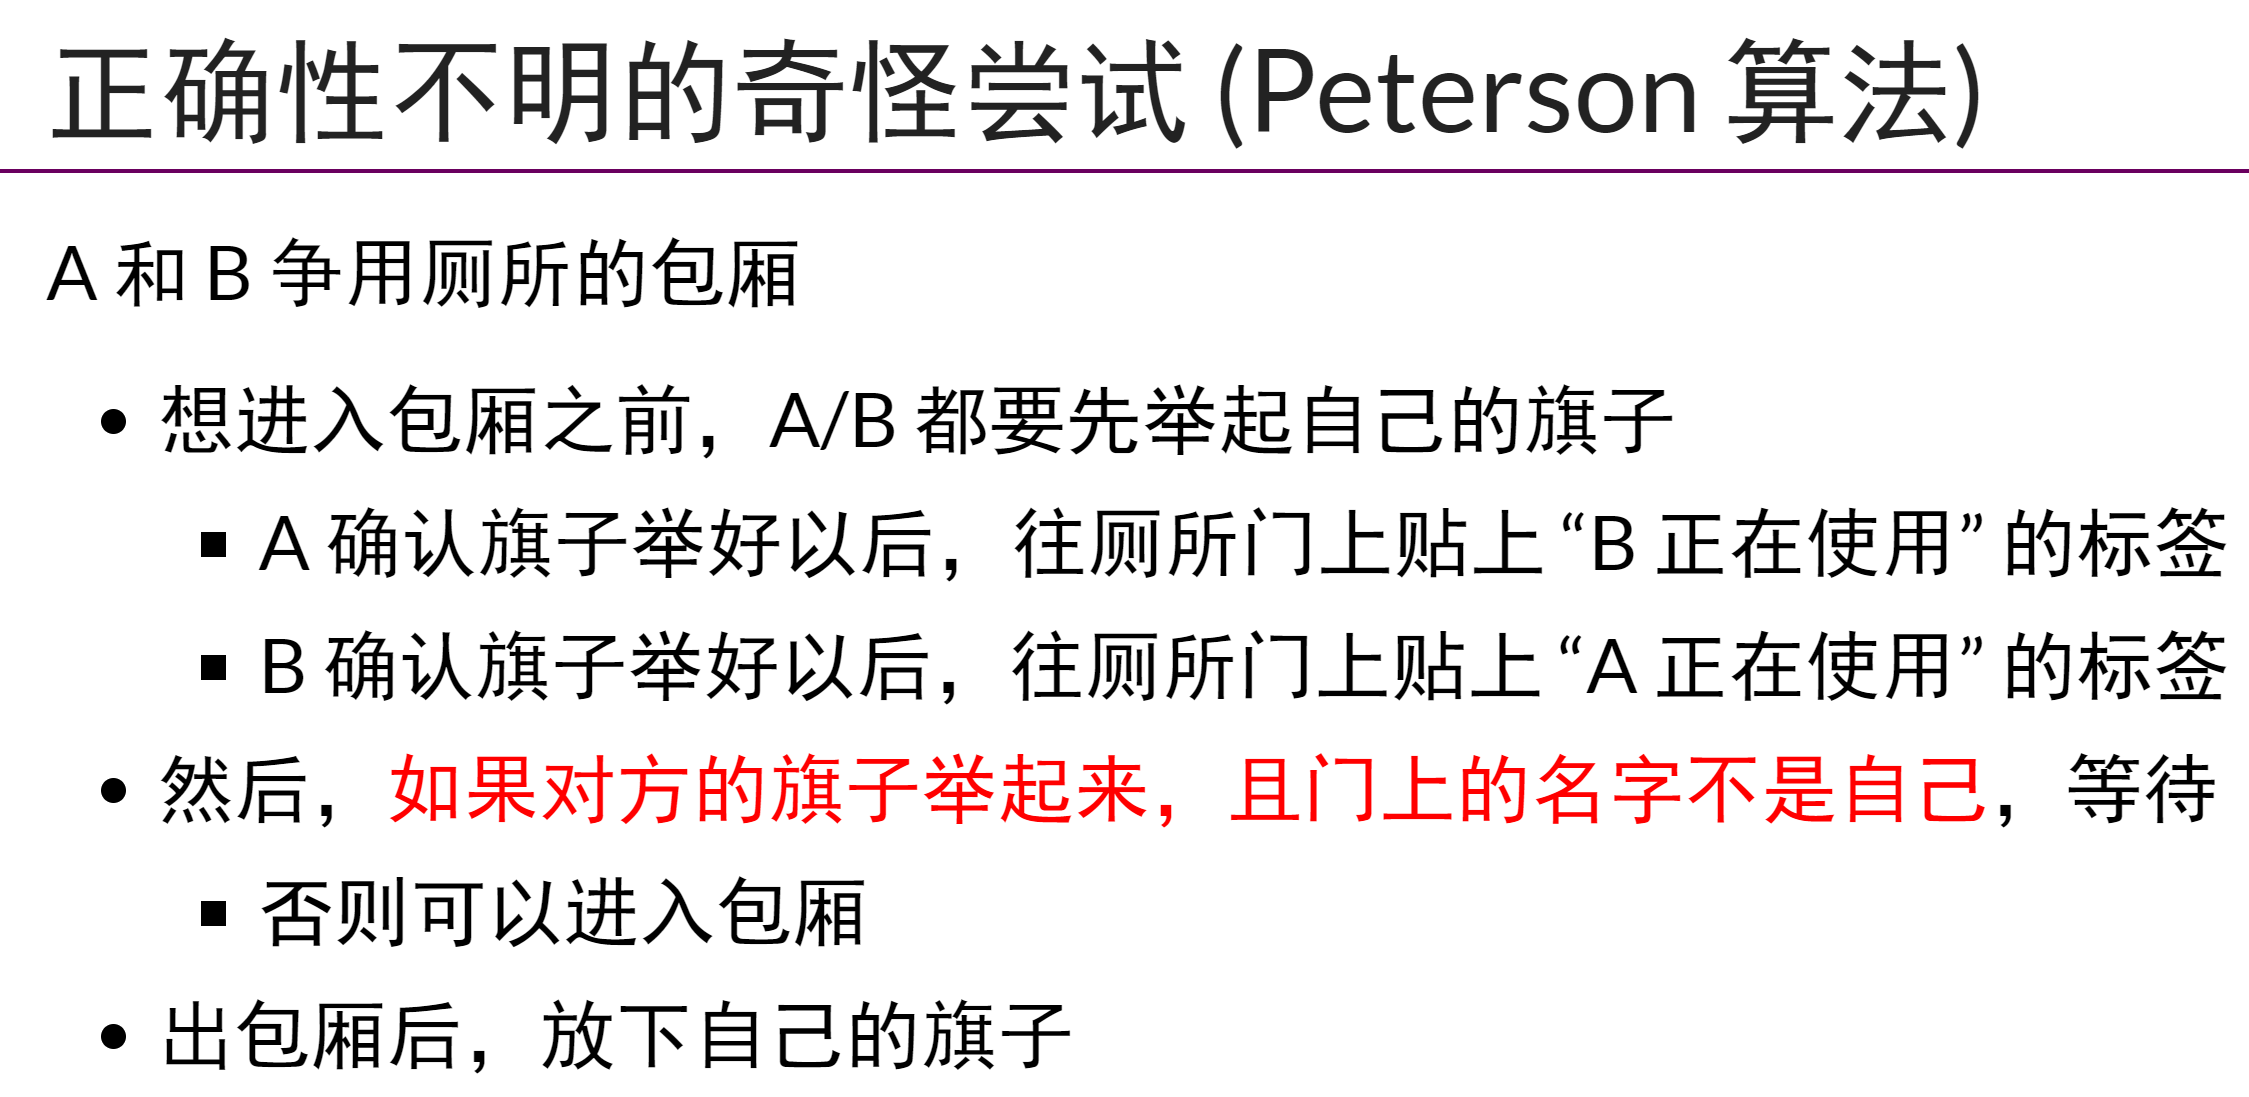 正确性不明的奇怪尝试 (Peterson 算法)
A 和 B 争用厕所的包厢
• 想进入包厢之前，A/B 都要先举起自己的旗子
▪ A 确认旗子举好以后，往厕所门上贴上 “B 正在使用” 的标签
▪ B 确认旗子举好以后，往厕所门上贴上 “A 正在使用” 的标签
• 然后，如果对方的旗子举起来，且门上的名字不是自己，等待
▪ 否则可以进入包厢
• 出包厢后，放下自己的旗子